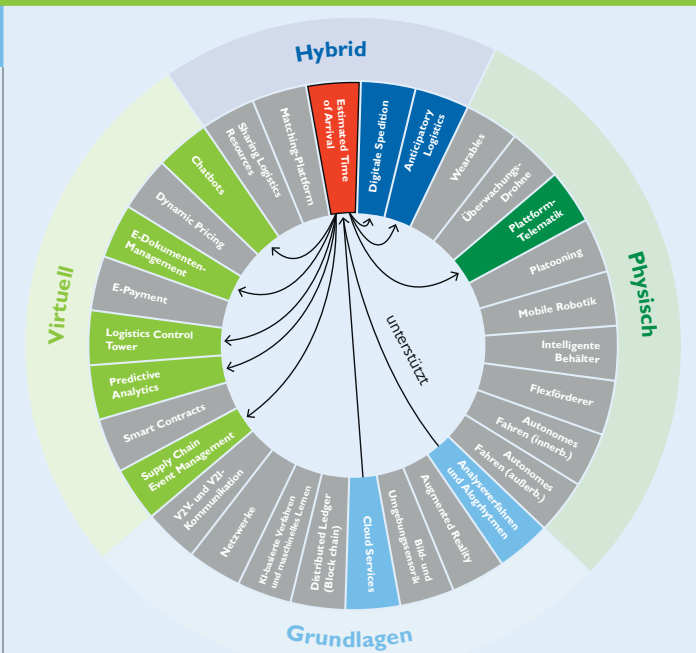 Hybrid
Physisch
Grundlagen
Virtuell
Estimated Time
of Arrival
Digitale Spedition
Anticipatory
Logistics
Wearables
Überwachungs-
Drohne
Plattform-
Telematik
Platooning
Mobile Robotik
Intelligente
Behälter
Flexförderer
Autonomes
Fahren (innerb.)
Autonomes
Fahren (außerb.)
Analyseverfahren
und Alogrhytmen
Augmented Reality
Bild- und
Umgebungssensorik
Cloud Services
Distributed Ledger
(Block chain)
KI-basierte Verfahren
und maschinelles Lernen
Netzwerke
V2V- und V2I-
Kommunikation
Supply Chain
Event Management
Smart Contracts
Predictive
Analytics
Logistics Control
Tower
E-Payment
E-Dokumenten-
Management
Dynamic Pricing
Chatbots
Sharing Logistics
Resources
Matching-Plattform
unterstützt